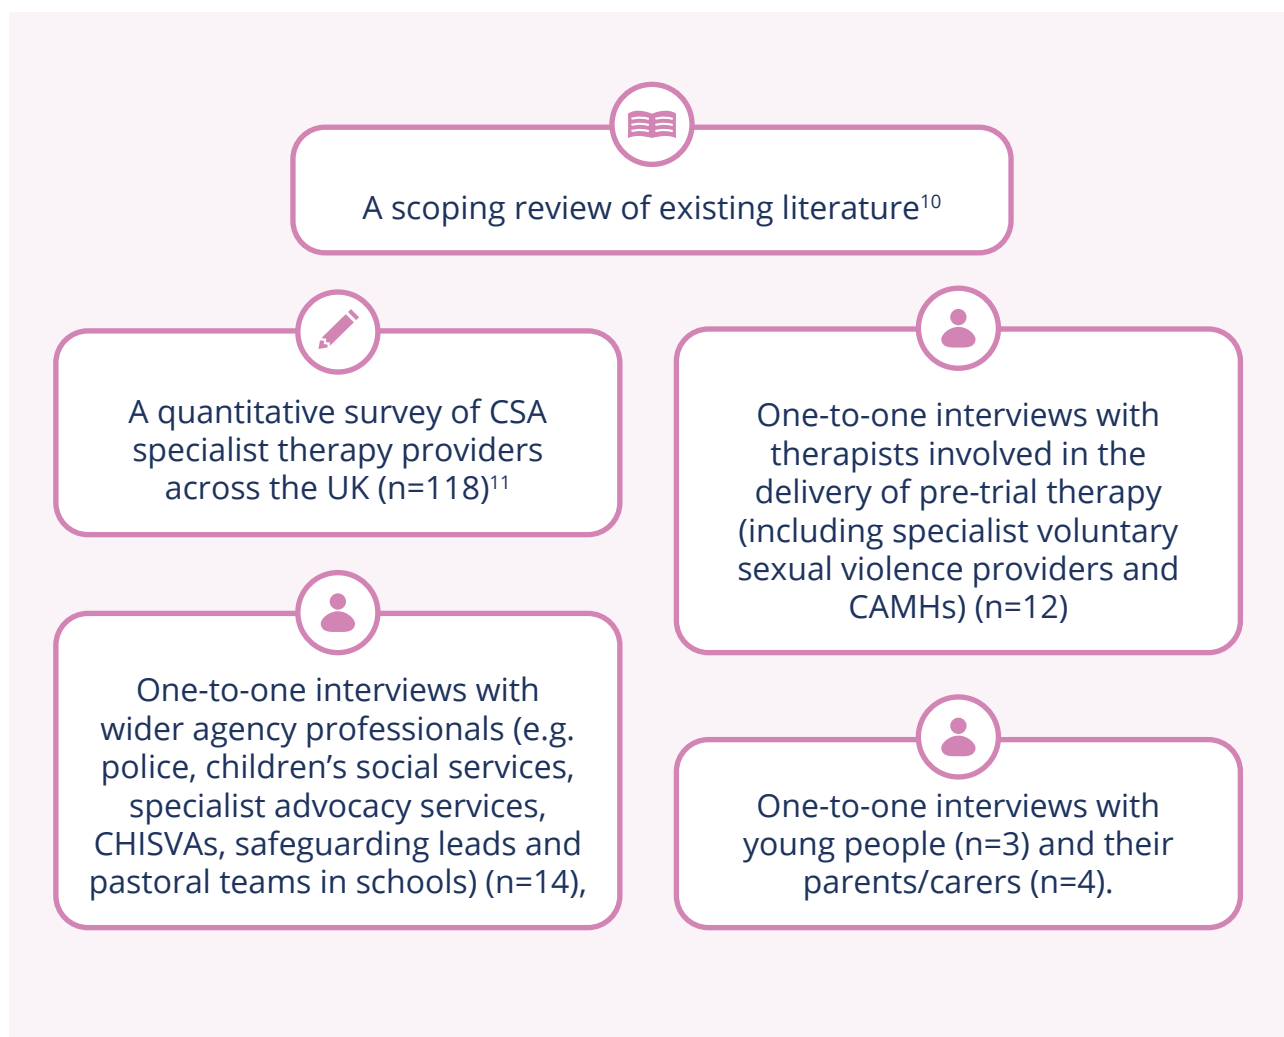 A scoping review of existing literature¹⁰
A quantitative survey of CSA
specialist therapy providers
across the UK (n=118)¹¹
One-to-one interviews with
therapists involved in the
delivery of pre-trial therapy
(including specialist voluntary
sexual violence providers and
CAMHs) (n=12)
One-to-one interviews with
wider agency professionals (e.g.
police, children’s social services,
specialist advocacy services,
CHISVAs, safeguarding leads and
pastoral teams in schools) (n=14),
One-to-one interviews with
young people (n=3) and their
parents/carers (n=4).